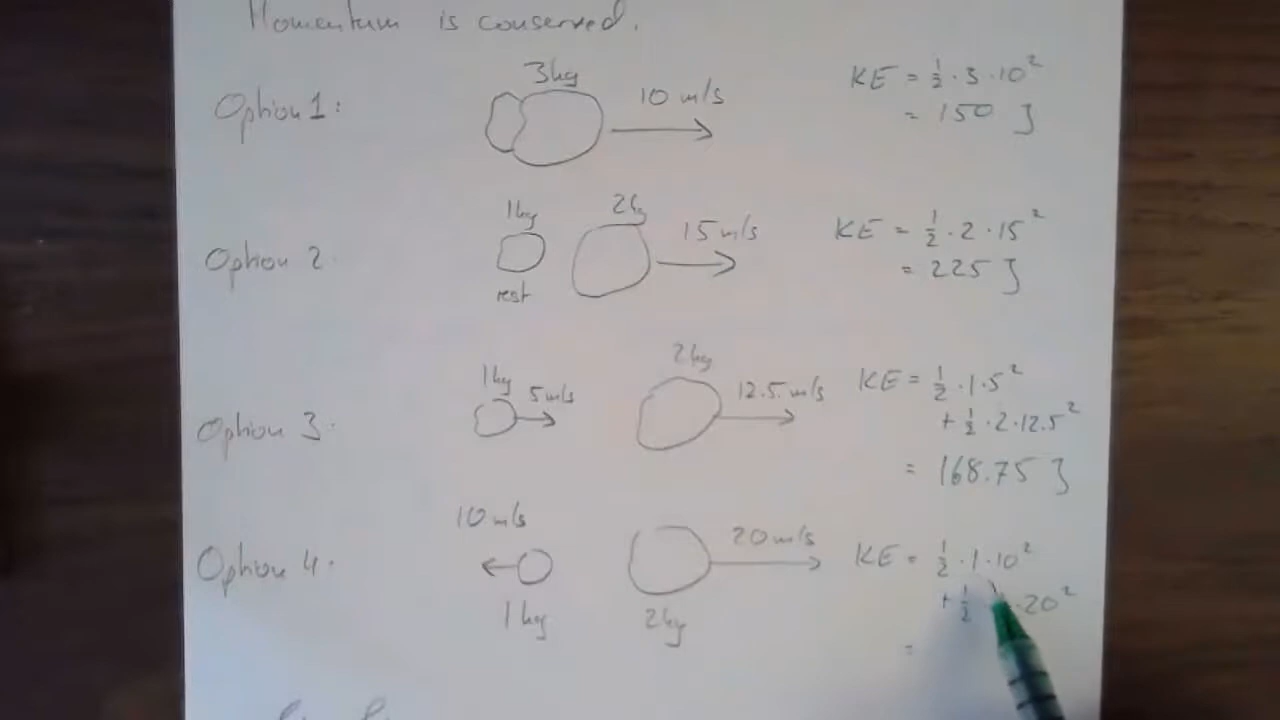 Momentum is conserved.
3kg
Option 1:
10 m/s
KE = 1/2 · 3 · 10²
= 150 J
1kg
2kg
Option 2.
15 m/s
rest
KE = 1/2 · 2 · 15²
= 225 J
1kg
2kg
Option 3.
5 m/s
12.5 m/s
KE = 1/2 · 1 · 5²
+ 1/2 · 2 · 12.5²
= 168.75 J
10 m/s
20 m/s
Option 4.
1kg
2kg
KE = 1/2 · 1 · 10²
+ 1/2 · 20²
=